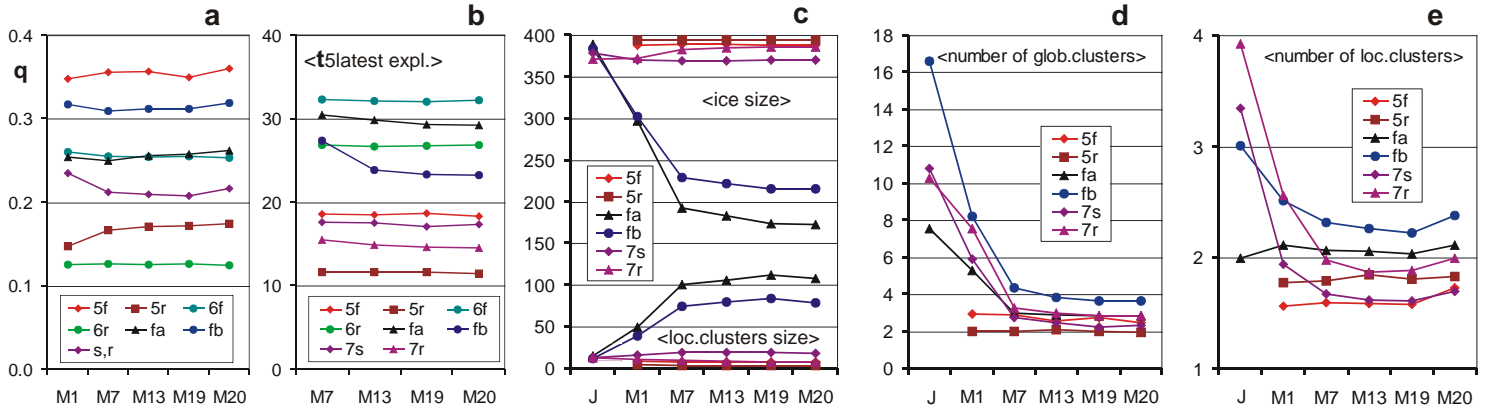 a
b
c
d
e
0.4
0.3
0.2
0.1
0.0
q
5f 5r 6f
6r fa fb
s,r
M1 M7 M13 M19 M20
40
30
20
10
0
<t5latest expl.>
5f 5r 6f
6r fa fb
7s 7r
M7 M13 M19 M20
400
350
300
250
200
150
100
50
0
<ice size>
5f
5r
fa
fb
7s
7r
<loc.clusters size>
J M1 M7 M13 M19 M20
18
16
14
12
10
8
6
4
2
0
<number of glob.clusters>
5f
5r
fa
fb
7s
7r
J M1 M7 M13 M19 M20
4
3
2
1
<number of loc.clusters>
5f
5r
fa
fb
7s
7r
J M1 M7 M13 M19 M20